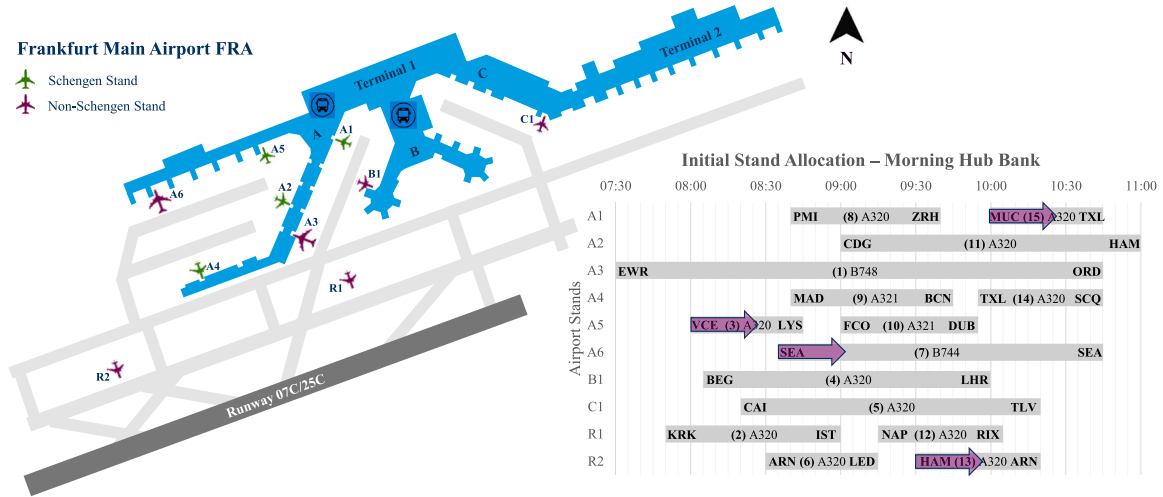 Frankfurt Main Airport FRA
Schengen Stand
Non-Schengen Stand
Terminal 1
Terminal 2
N
A
B
C
A1
A2
A3
A4
A5
A6
B1
C1
R1
R2
Runway 07C/25C
Initial Stand Allocation – Morning Hub Bank
07:30 08:00 08:30 09:00 09:30 10:00 10:30 11:00
Airport Stands
A1 PMI (8) A320 ZRH MUC (15) A320 TXL
A2 CDG (11) A320 HAM
A3 EWR (1) B748 ORD
A4 MAD (9) A321 BCN TXL (14) A320 SCQ
A5 VCE (3) A320 LYS FCO (10) A321 DUB
A6 SEA (7) B744 SEA
B1 BEG (4) A320 LHR
C1 CAI (5) A320 TLV
R1 KRK (2) A320 IST NAP (12) A320 RIX
R2 ARN (6) A320 LED HAM (13) A320 ARN